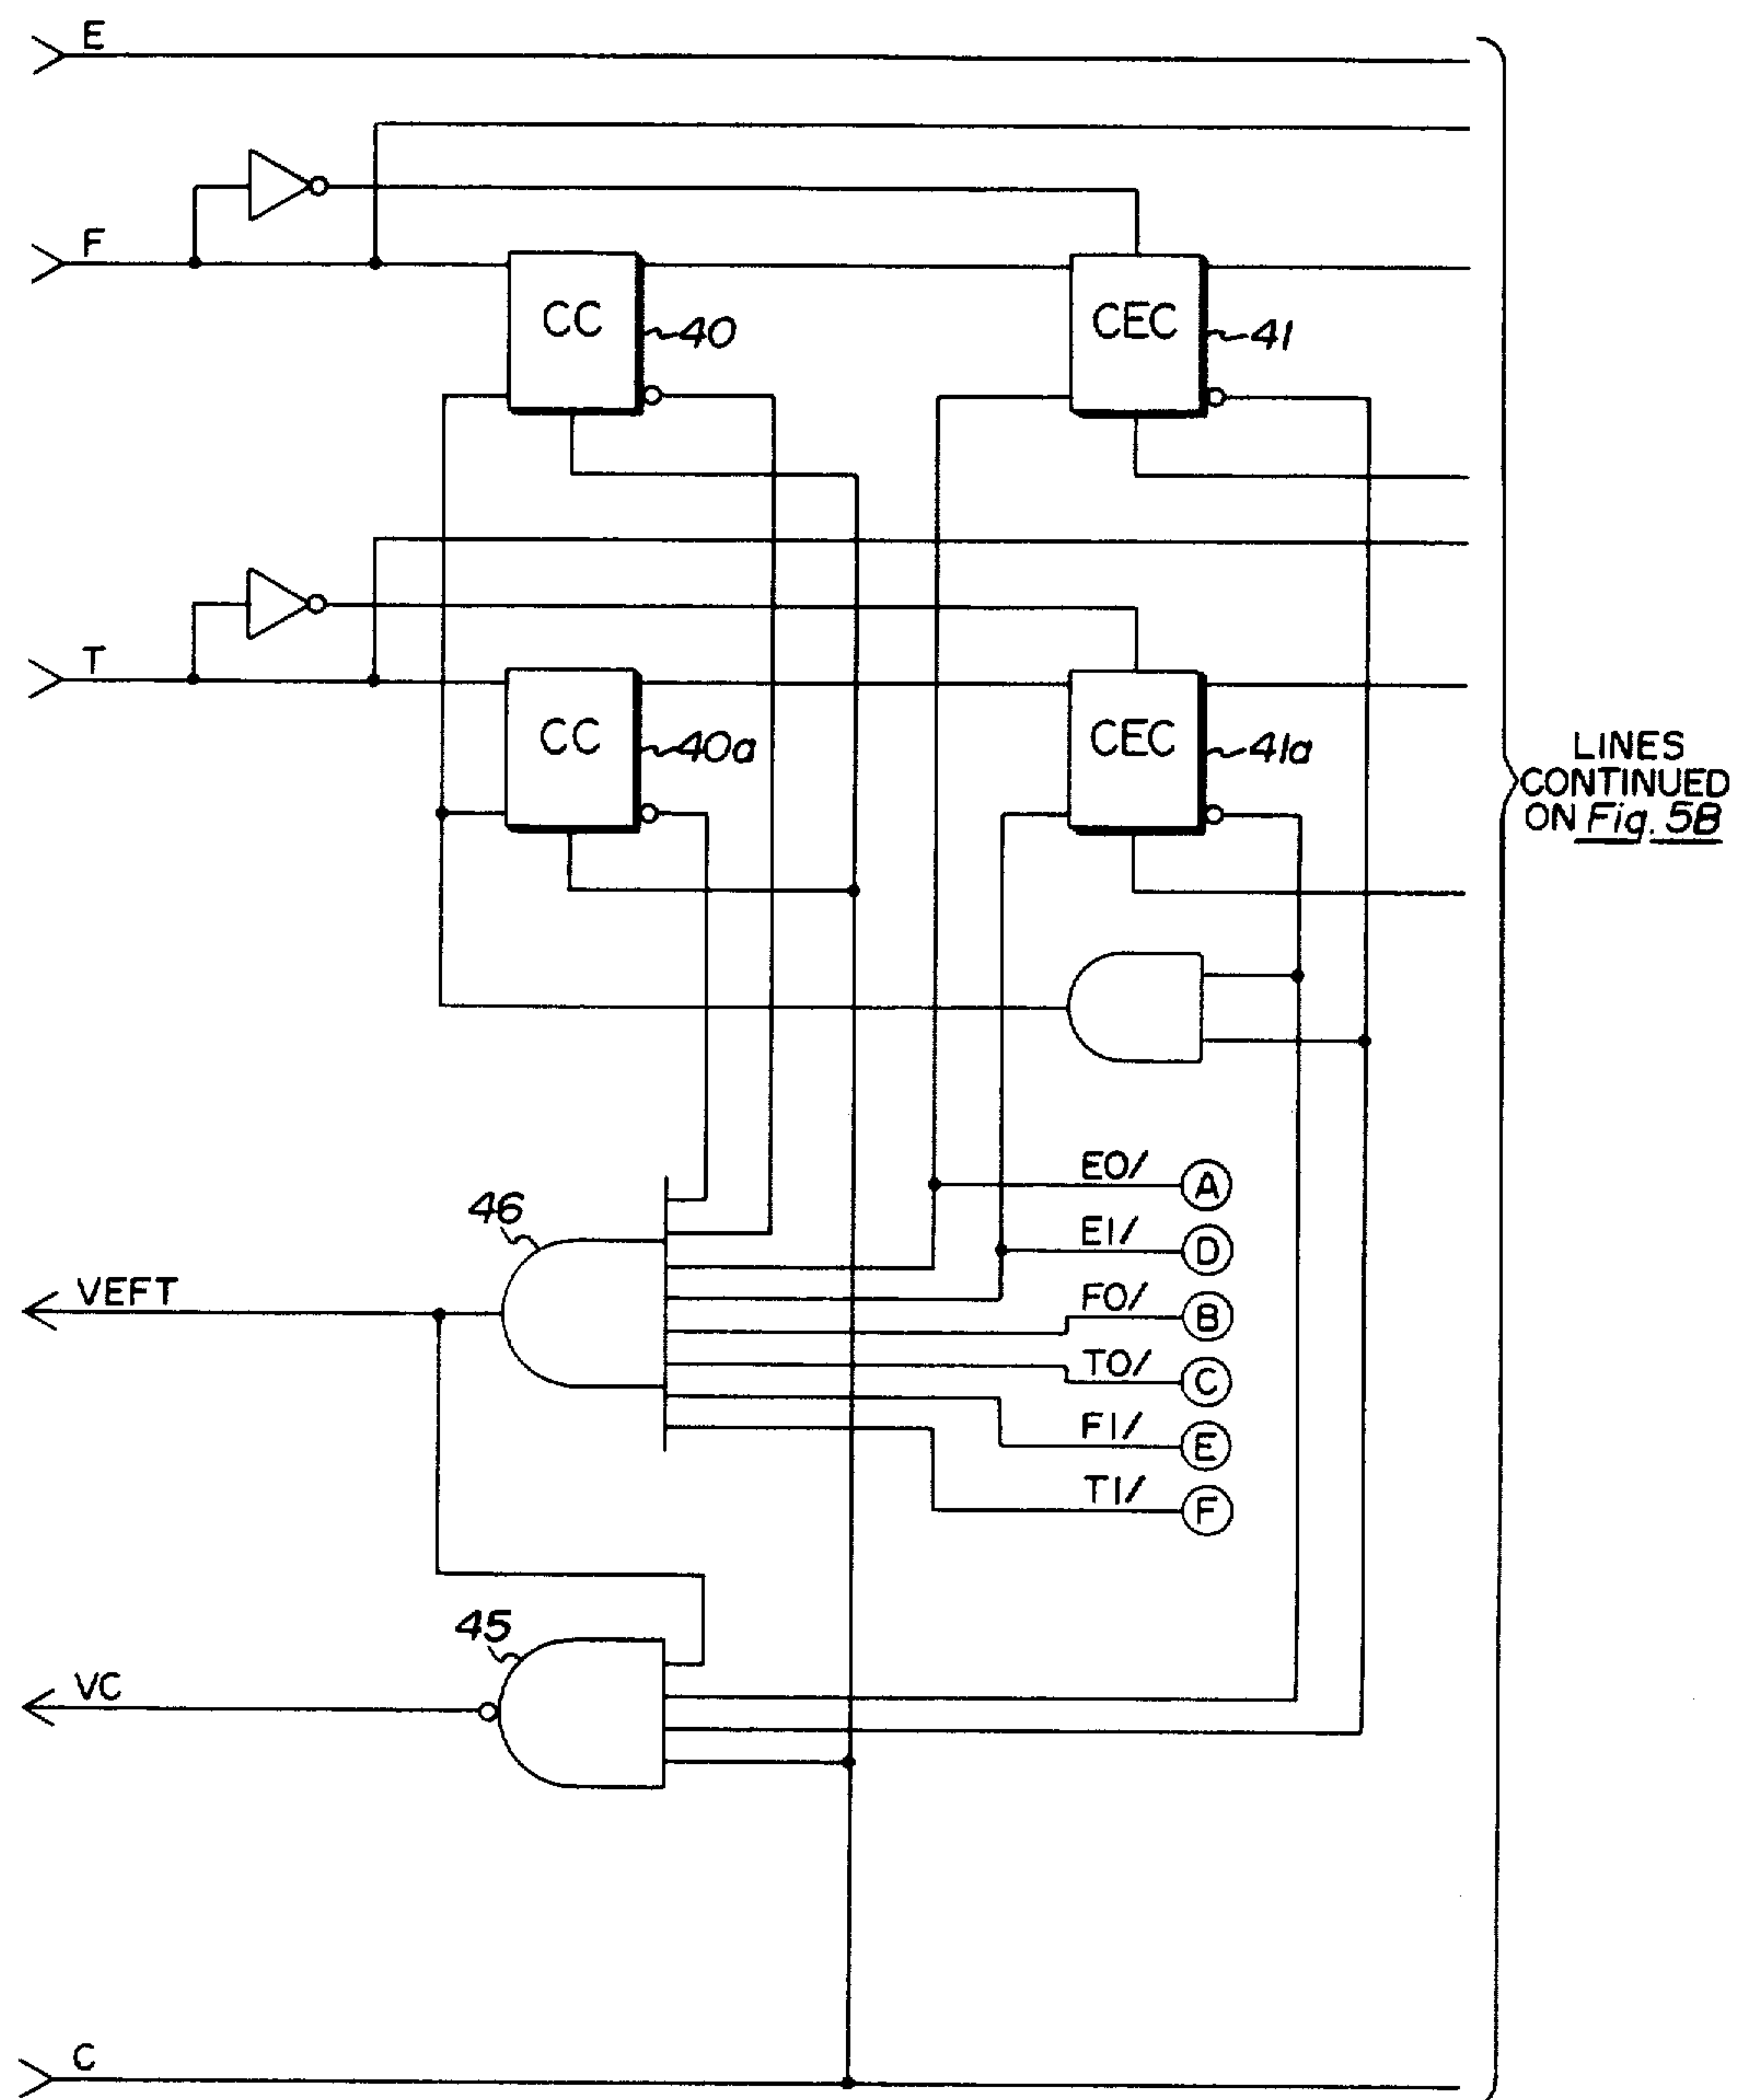 E
F
CC
40
CEC
41
T
CC
40a
CEC
41a
LINES
CONTINUED
ON Fig. 5B
46
E0/ A
E1/ D
VEFT
F0/ B
T0/ C
F1/ E
T1/ F
45
VC
C